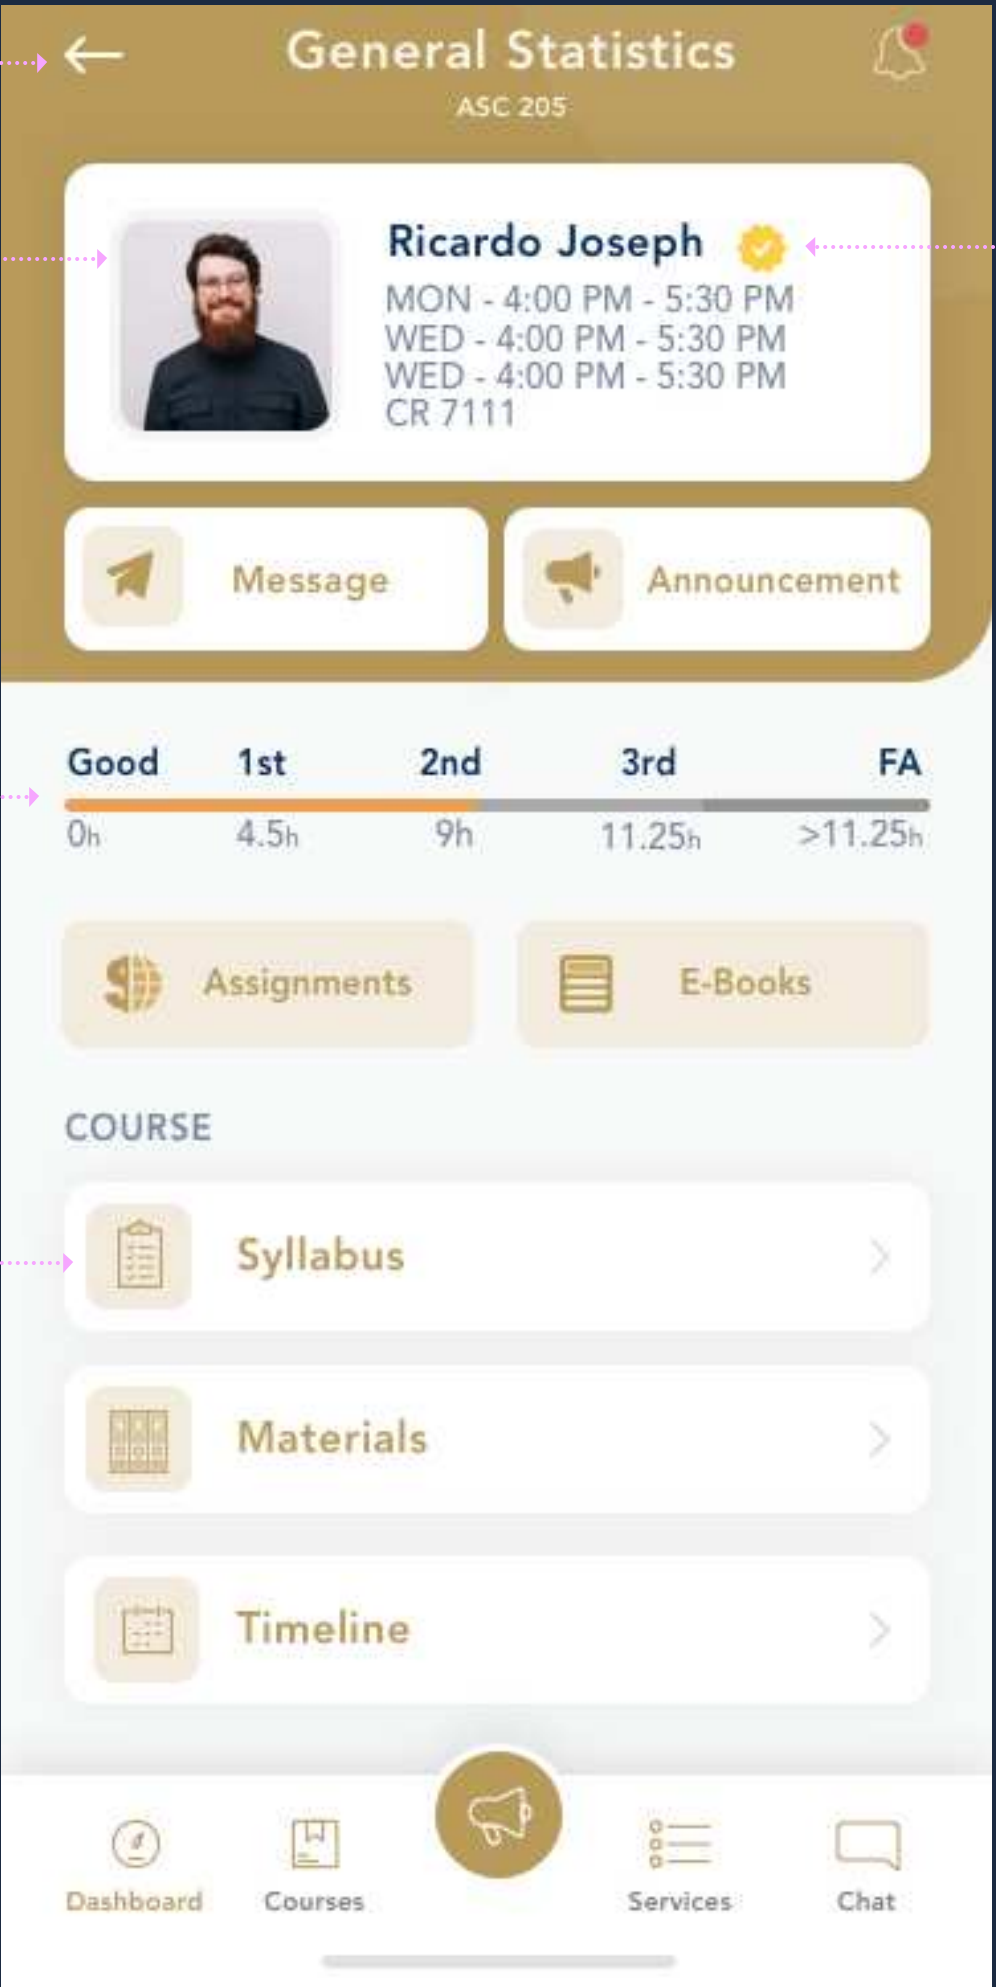 General Statistics
ASC 205
Ricardo Joseph
MON - 4:00 PM - 5:30 PM
WED - 4:00 PM - 5:30 PM
WED - 4:00 PM - 5:30 PM
CR 7111
Message
Announcement
Good 1st 2nd 3rd FA
0h 4.5h 9h 11.25h >11.25h
Assignments
E-Books
COURSE
Syllabus
Materials
Timeline
Dashboard Courses Services Chat